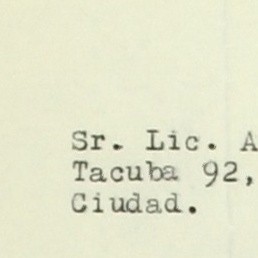 Sr. Lic. A
Tacuba 92,
Ciudad.